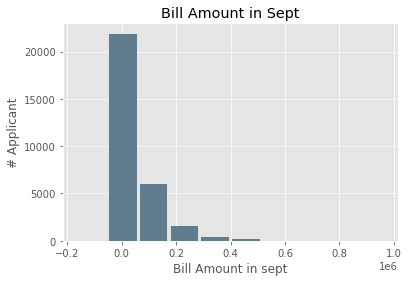 Bill Amount in Sept
20000
15000
10000
5000
0
# Applicant
−0.2 0.0 0.2 0.4 0.6 0.8 1.0
1e6
Bill Amount in sept